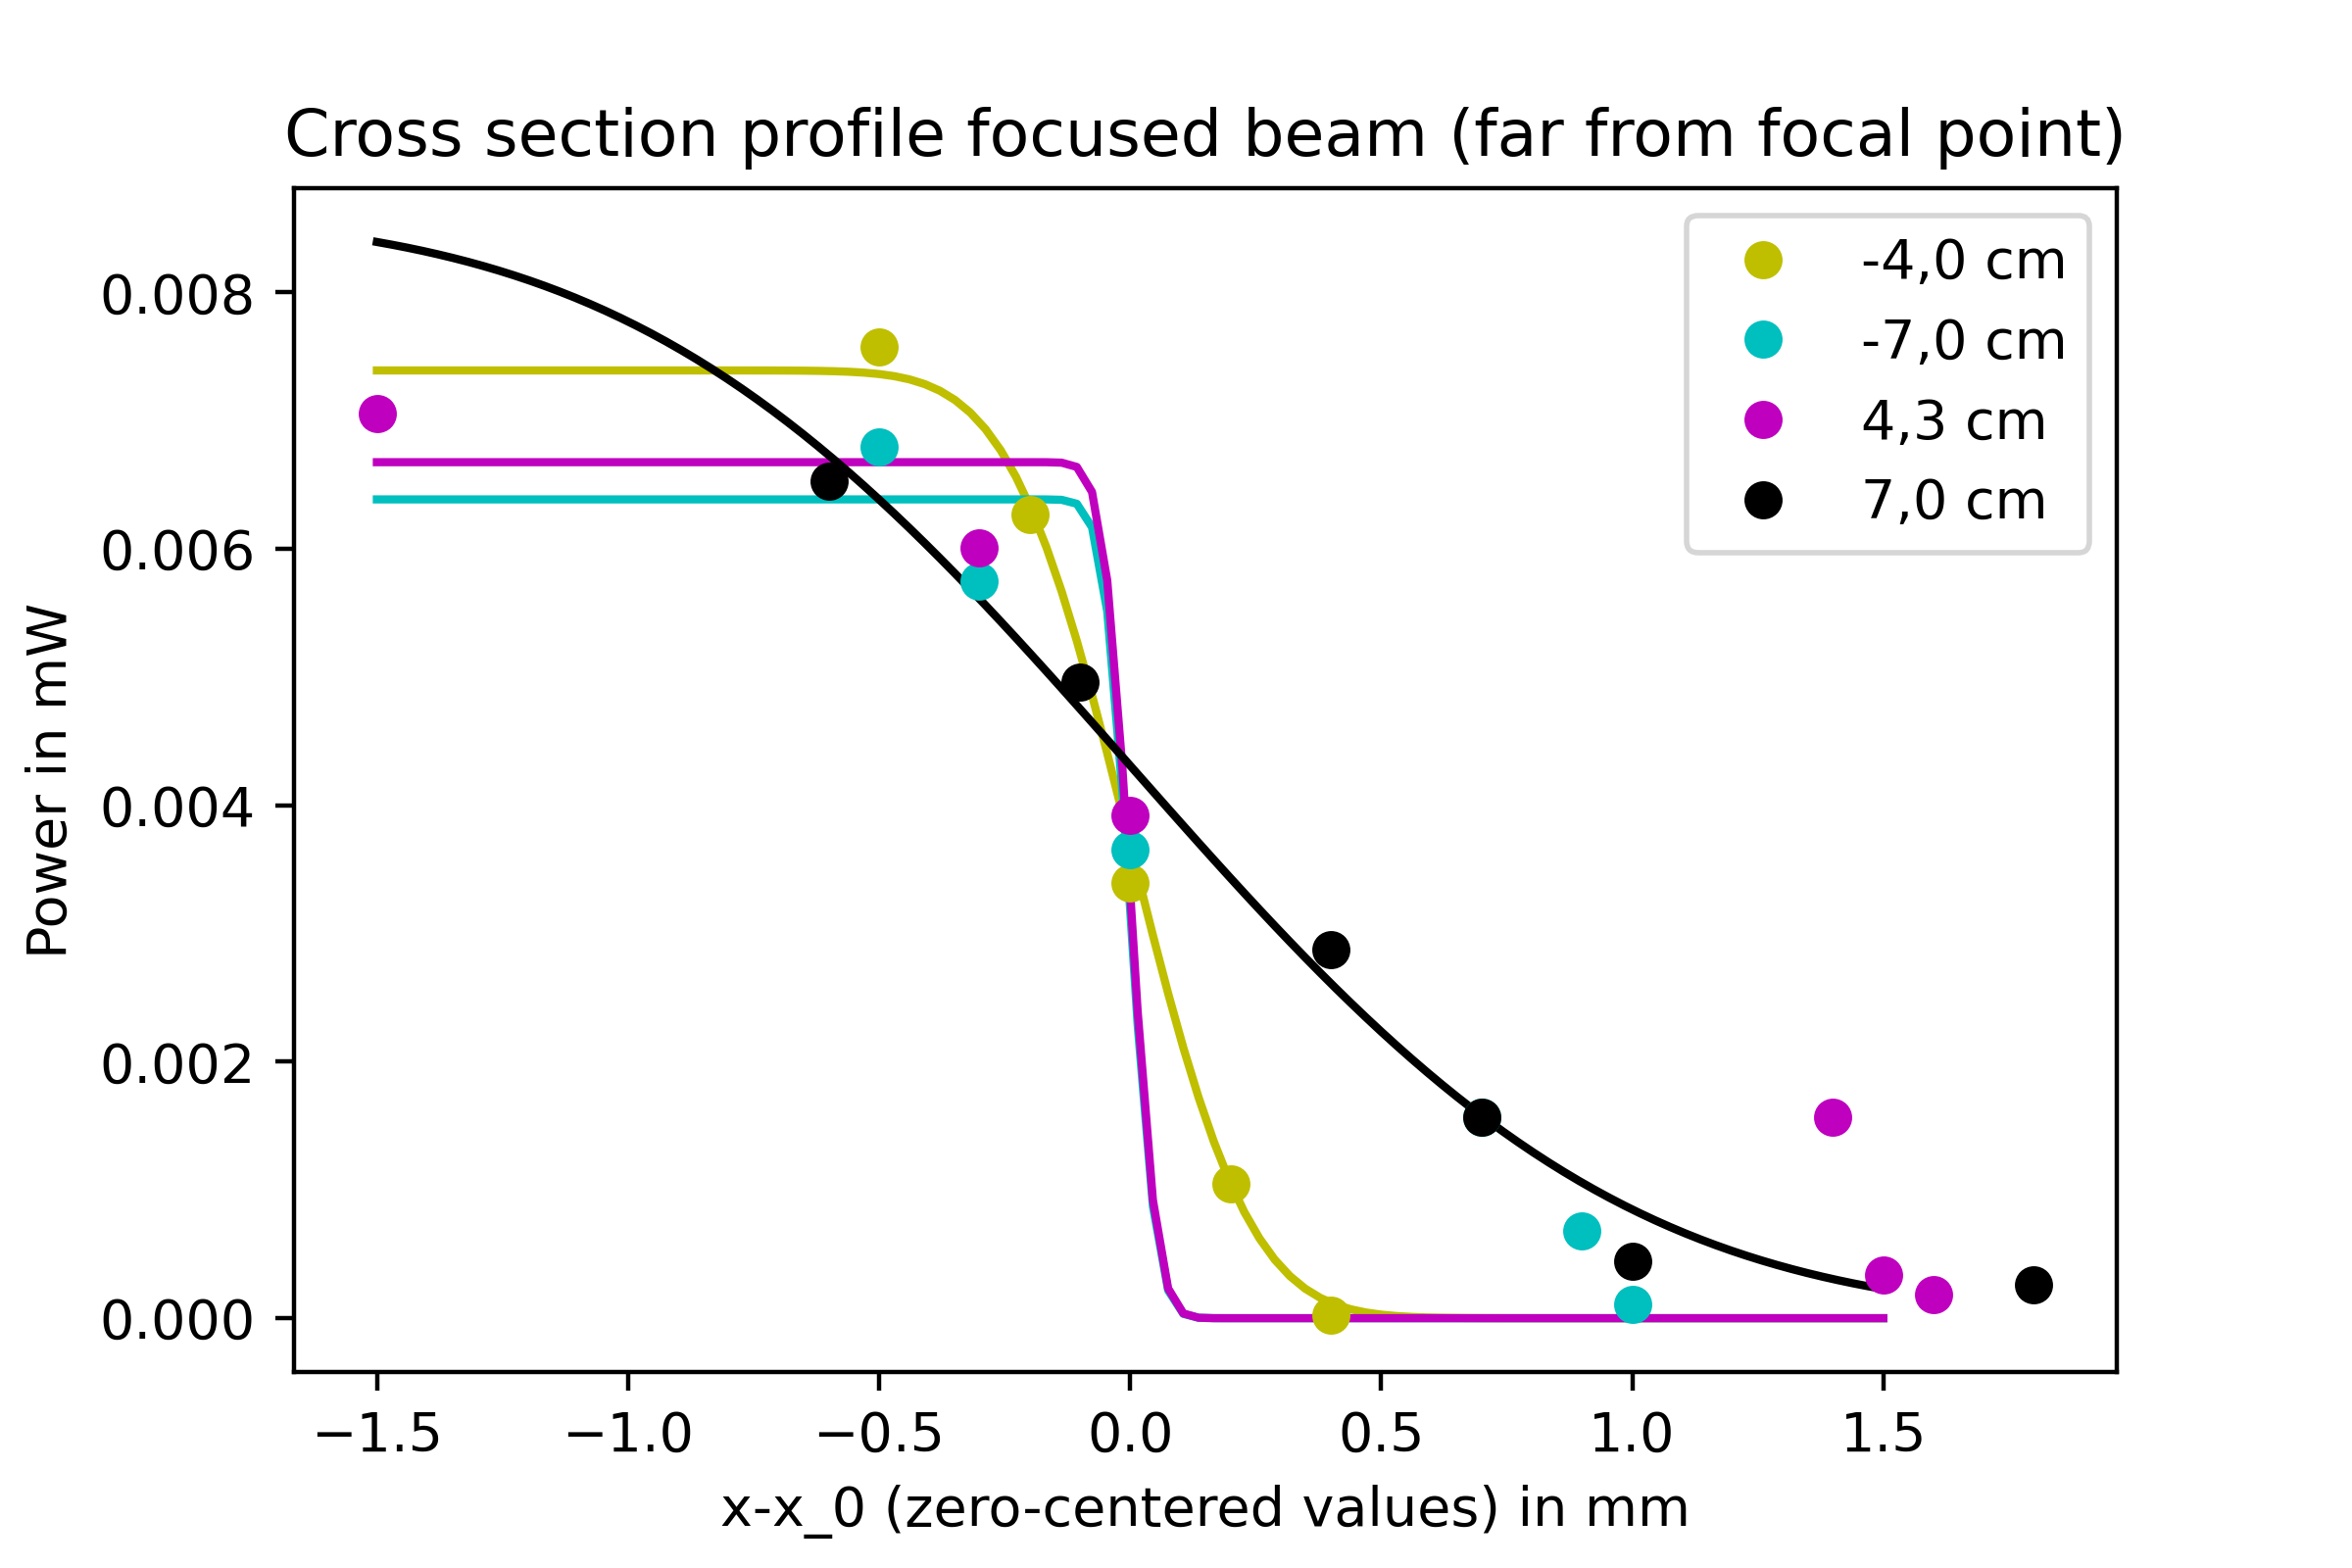 Cross section profile focused beam (far from focal point)
-4,0 cm
-7,0 cm
4,3 cm
7,0 cm
0.008
0.006
0.004
0.002
0.000
Power in mW
−1.5 −1.0 −0.5 0.0 0.5 1.0 1.5
x-x_0 (zero-centered values) in mm